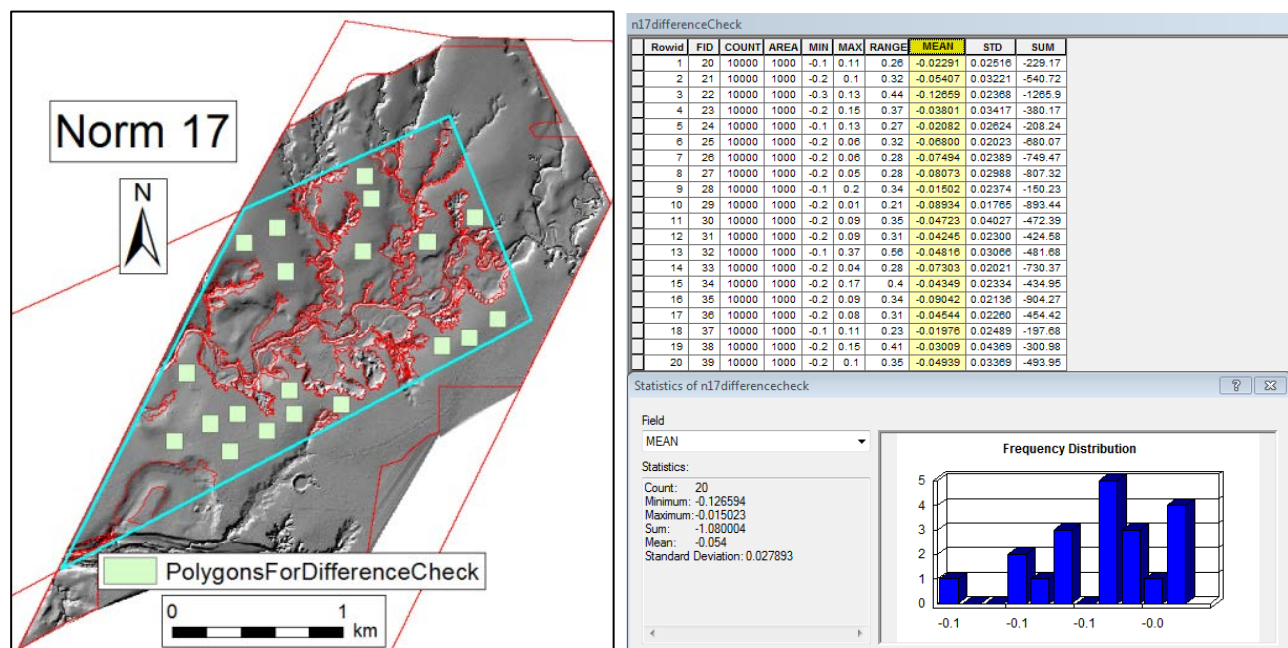 Norm 17
N
PolygonsForDifferenceCheck
0 1
km
n17differenceCheck
Rowid FID COUNT AREA MIN MAX RANGE MEAN STD SUM
1 20 10000 1000 -0.1 0.11 0.26 -0.02291 0.02516 -229.17
2 21 10000 1000 -0.2 0.1 0.32 -0.05407 0.03221 -540.72
3 22 10000 1000 -0.3 0.13 0.44 -0.12659 0.02368 -1265.9
4 23 10000 1000 -0.2 0.15 0.37 -0.03801 0.03417 -380.17
5 24 10000 1000 -0.1 0.13 0.27 -0.02082 0.02624 -208.24
6 25 10000 1000 -0.2 0.06 0.32 -0.06800 0.02023 -680.07
7 26 10000 1000 -0.2 0.06 0.28 -0.07494 0.02389 -749.47
8 27 10000 1000 -0.2 0.05 0.28 -0.08073 0.02988 -807.32
9 28 10000 1000 -0.1 0.2 0.34 -0.01502 0.02374 -150.23
10 29 10000 1000 -0.2 0.01 0.21 -0.08934 0.01765 -893.44
11 30 10000 1000 -0.2 0.09 0.35 -0.04723 0.04027 -472.39
12 31 10000 1000 -0.2 0.09 0.31 -0.04245 0.02300 -424.58
13 32 10000 1000 -0.1 0.37 0.56 -0.04816 0.03066 -481.68
14 33 10000 1000 -0.2 0.04 0.28 -0.07303 0.02021 -730.37
15 34 10000 1000 -0.2 0.17 0.4 -0.04349 0.02334 -434.95
16 35 10000 1000 -0.2 0.09 0.34 -0.09042 0.02136 -904.27
17 36 10000 1000 -0.2 0.08 0.31 -0.04544 0.02260 -454.42
18 37 10000 1000 -0.1 0.11 0.23 -0.01976 0.02489 -197.68
19 38 10000 1000 -0.2 0.15 0.41 -0.03009 0.04369 -300.98
20 39 10000 1000 -0.2 0.1 0.35 -0.04939 0.03369 -493.95
Statistics of n17differencecheck
Field
MEAN
Statistics:
Count: 20
Minimum: -0.126594
Maximum: -0.015023
Sum: -1.080004
Mean: -0.054
Standard Deviation: 0.027893
Frequency Distribution
5
4
3
2
1
0
-0.1 -0.1 -0.1 -0.0